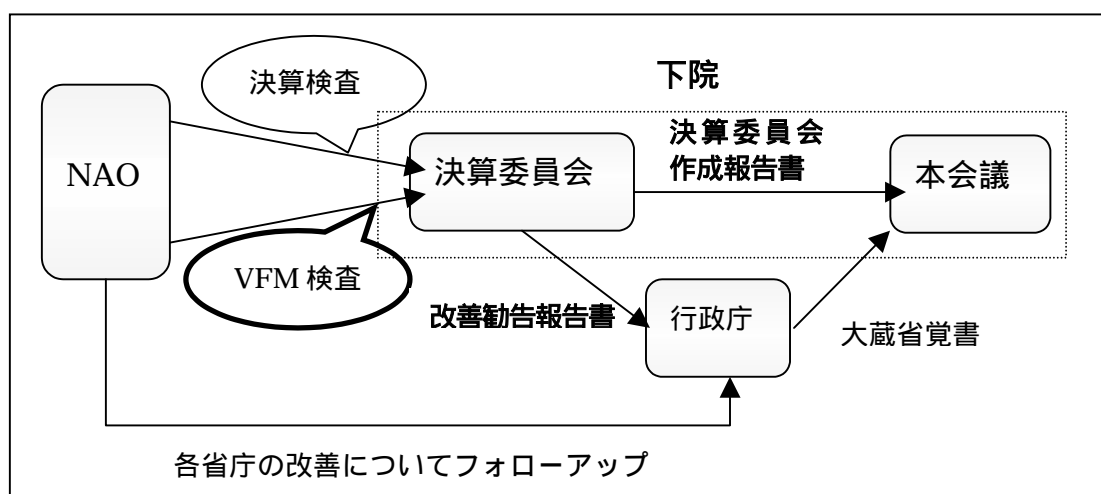 下院
決算検査
NAO
決算委員会
決算委員会
作成報告書
本会議
VFM 検査
改善勧告報告書
行政庁
大蔵省覚書
各省庁の改善についてフォローアップ